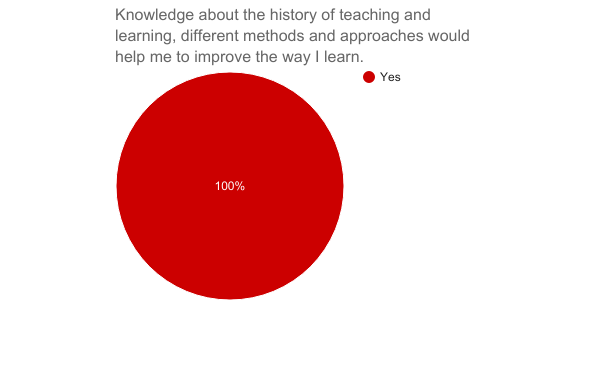 Knowledge about the history of teaching and
learning, different methods and approaches would
help me to improve the way I learn.
Yes
100%